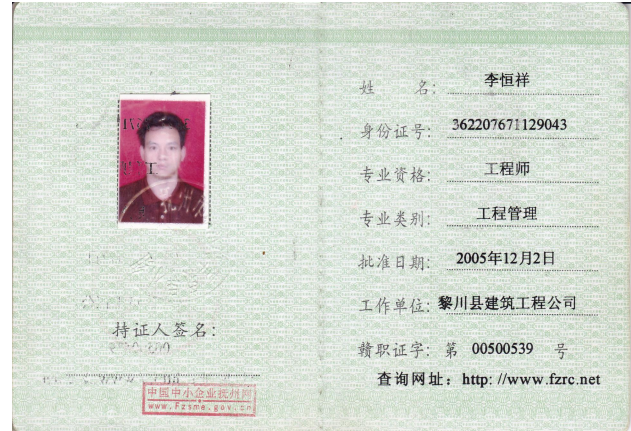 姓 名: 李恒祥
身份证号: 362207671129043
专业资格: 工程师
专业类别: 工程管理
批准日期: 2005年12月2日
工作单位: 黎川县建筑工程公司
赣职证字: 第 00500539 号
查询网址: http: //www.fzrc.net
持证人签名:
中国中小企业抚州网
www.fzsme.gov.cn